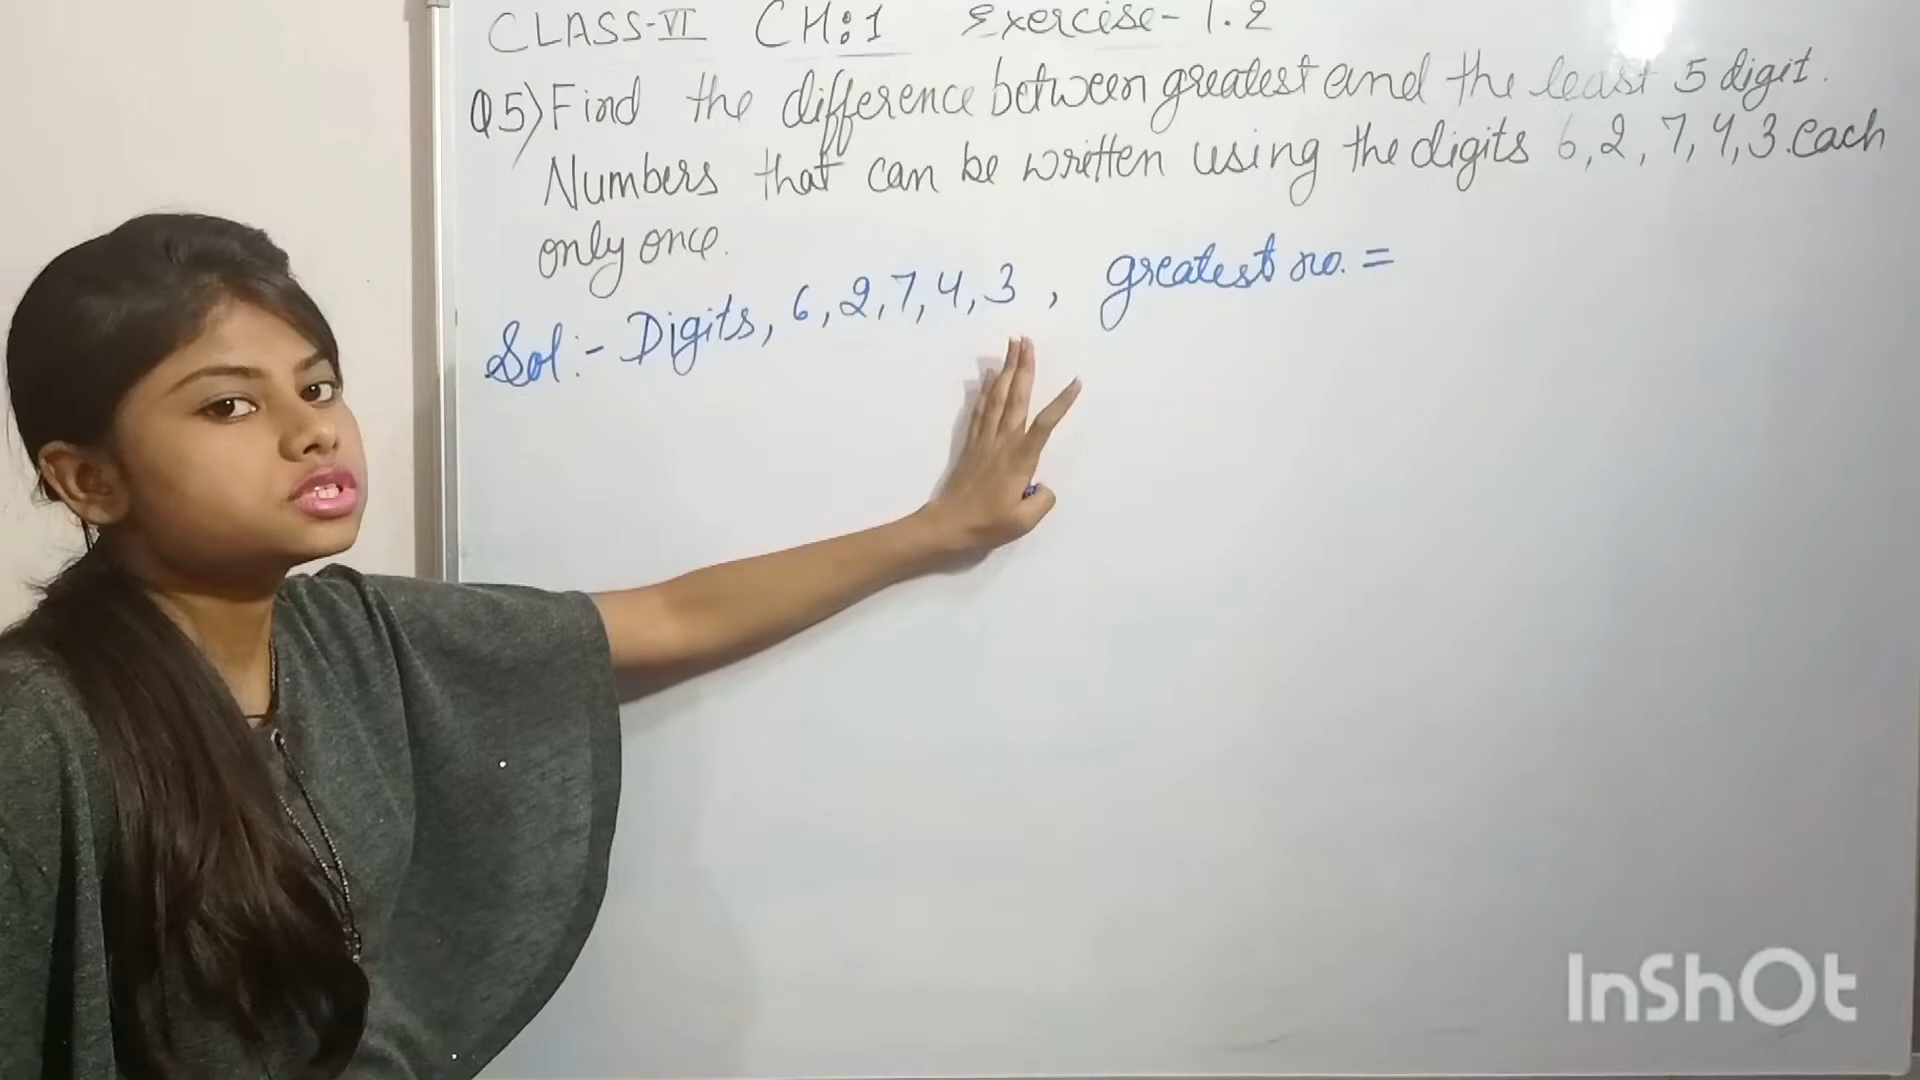 CLASS-VI CH:1 Exercise-1.2
Q5) Find the difference between greatest and the least 5 digit.
Numbers that can be written using the digits 6,2,7,4,3.each
only once.
Sol:- Digits, 6,2,7,4,3 , greatest no. =
InShOt